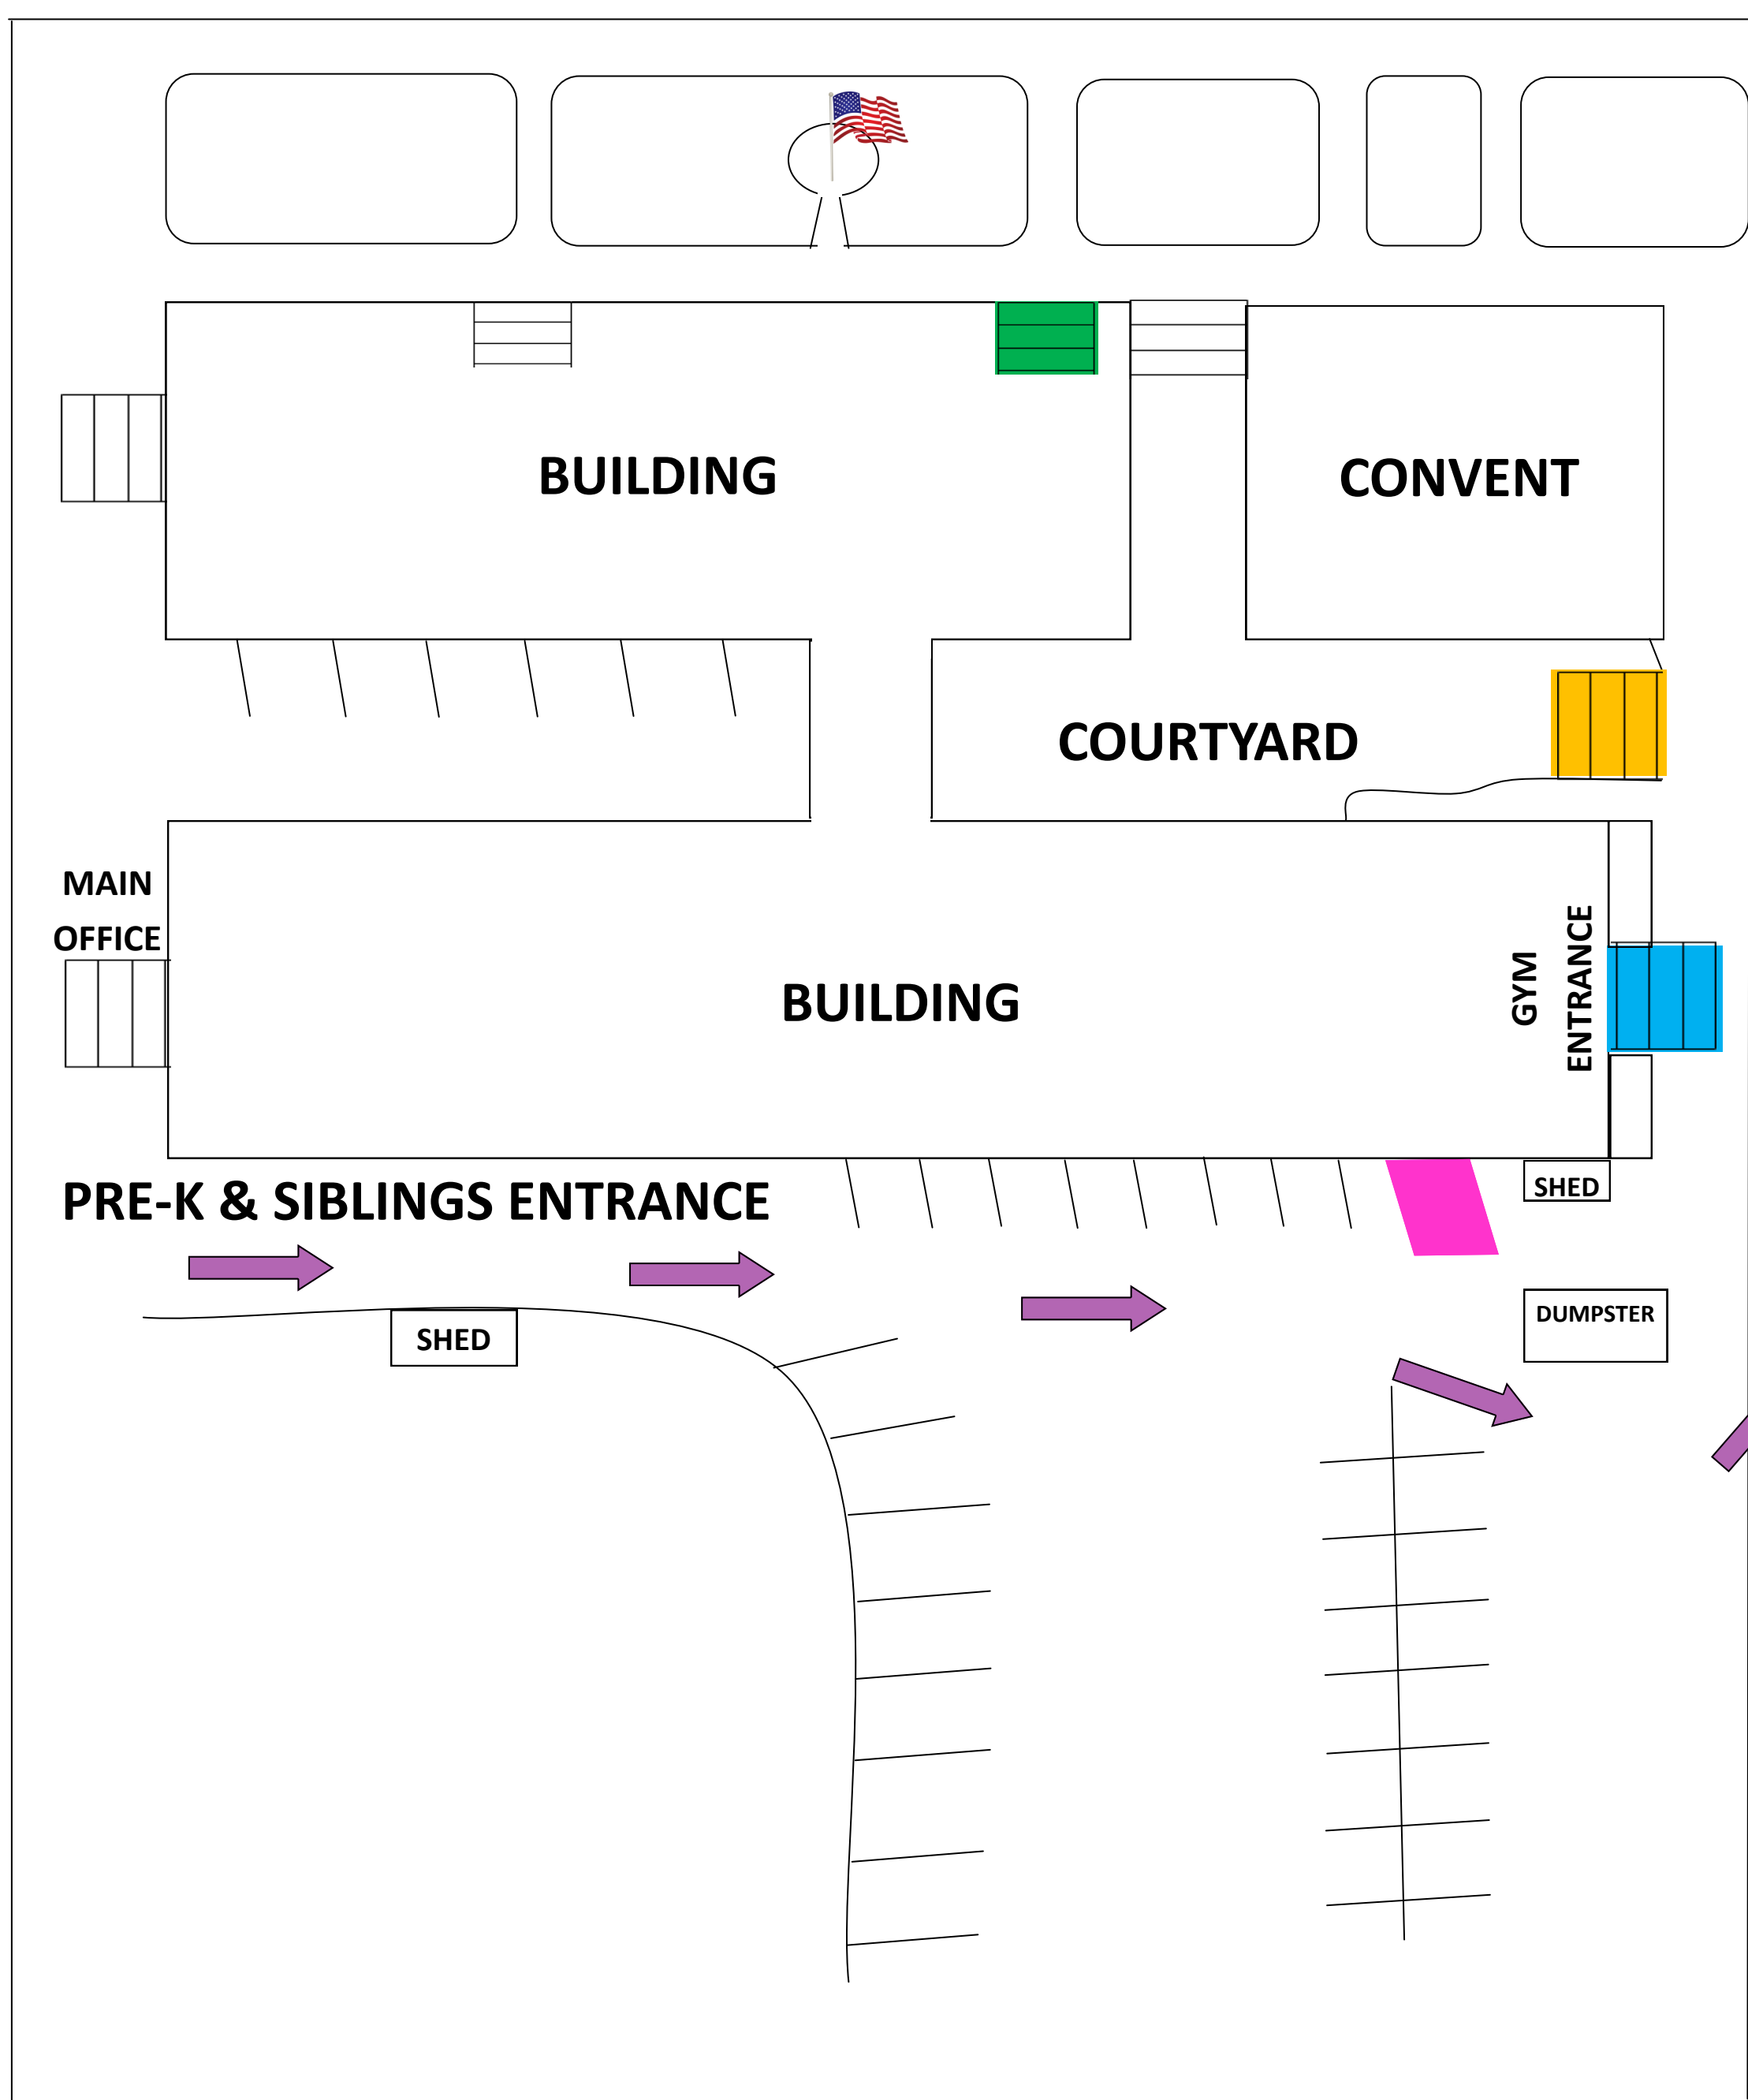 BUILDING
CONVENT
COURTYARD
MAIN
OFFICE
BUILDING
GYM
ENTRANCE
PRE-K & SIBLINGS ENTRANCE
SHED
SHED
DUMPSTER